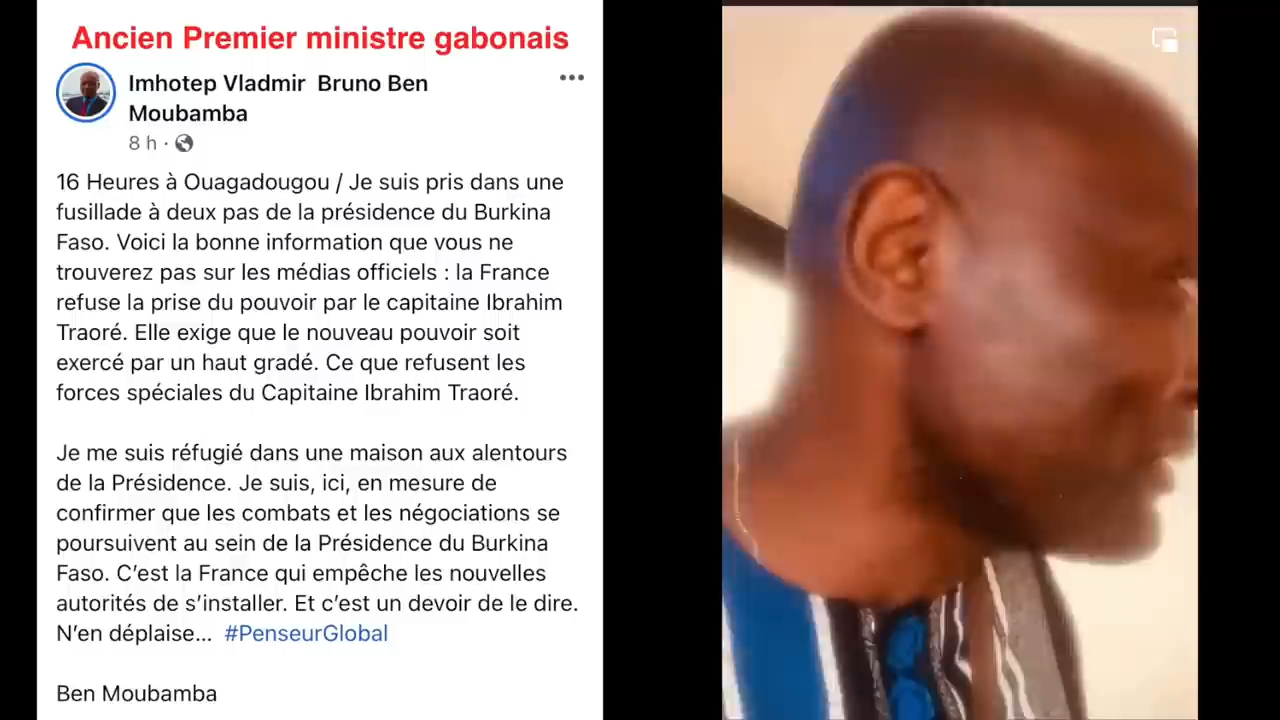 Ancien Premier ministre gabonais
Imhotep Vladmir Bruno Ben
Moubamba
8 h ·
16 Heures à Ouagadougou / Je suis pris dans une
fusillade à deux pas de la présidence du Burkina
Faso. Voici la bonne information que vous ne
trouverez pas sur les médias officiels : la France
refuse la prise du pouvoir par le capitaine Ibrahim
Traoré. Elle exige que le nouveau pouvoir soit
exercé par un haut gradé. Ce que refusent les
forces spéciales du Capitaine Ibrahim Traoré.
Je me suis réfugié dans une maison aux alentours
de la Présidence. Je suis, ici, en mesure de
confirmer que les combats et les négociations se
poursuivent au sein de la Présidence du Burkina
Faso. C’est la France qui empêche les nouvelles
autorités de s’installer. Et c’est un devoir de le dire.
N’en déplaise... #PenseurGlobal
Ben Moubamba